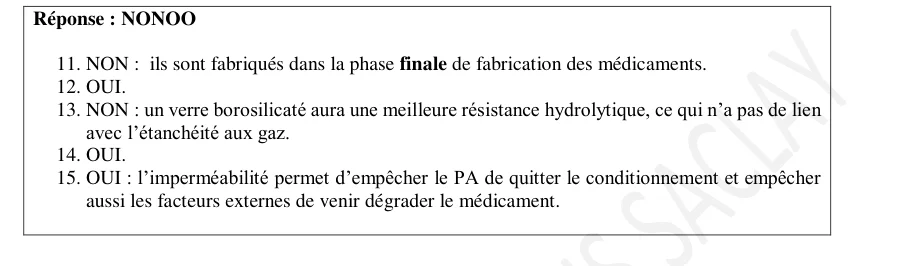 Réponse : NONOO
11. NON : ils sont fabriqués dans la phase finale de fabrication des médicaments.
12. OUI.
13. NON : un verre borosilicaté aura une meilleure résistance hydrolytique, ce qui n’a pas de lien
avec l’étanchéité aux gaz.
14. OUI.
15. OUI : l’imperméabilité permet d’empêcher le PA de quitter le conditionnement et empêcher
aussi les facteurs externes de venir dégrader le médicament.
SACLAY